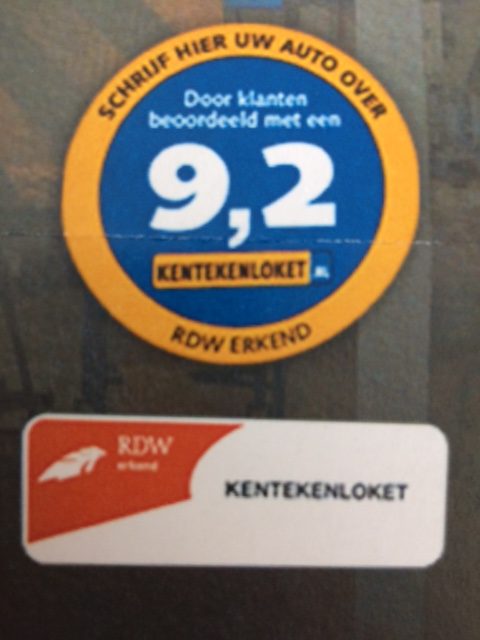 SCHRIJF HIER UW AUTO OVER
Door klanten
beoordeeld met een
9,2
KENTEKENLOKET.NL
RDW ERKEND
RDW
erkend
KENTEKENLOKET